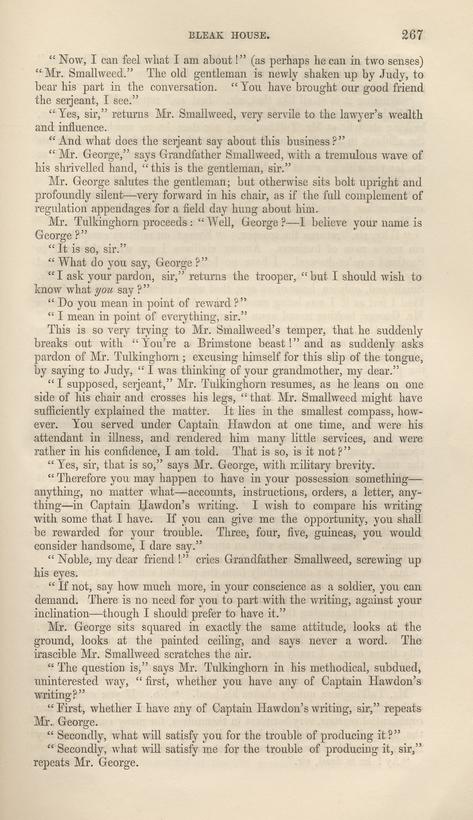 BLEAK HOUSE. 267
“Now, I can feel what I am about!” (as perhaps he can in two senses)
“Mr. Smallweed.” The old gentleman is newly shaken up by Judy, to
bear his part in the conversation. “You have brought our good friend
the serjeant, I see.”
“Yes, sir,” returns Mr. Smallweed, very servile to the lawyer’s wealth
and influence.
“And what does the serjeant say about this business?”
“Mr. George,” says Grandfather Smallweed, with a tremulous wave of
his shrivelled hand, “this is the gentleman, sir.”
Mr. George salutes the gentleman; but otherwise sits bolt upright and
profoundly silent—very forward in his chair, as if the full complement of
regulation appendages for a field day hung about him.
Mr. Tulkinghorn proceeds: “Well, George?—I believe your name is
George?”
“It is so, sir.”
“What do you say, George?”
“I ask your pardon, sir,” returns the trooper, “but I should wish to
know what you say?”
“Do you mean in point of reward?”
“I mean in point of everything, sir.”
This is so very trying to Mr. Smallweed’s temper, that he suddenly
breaks out with “You’re a Brimstone beast!” and as suddenly asks
pardon of Mr. Tulkinghorn; excusing himself for this slip of the tongue,
by saying to Judy, “I was thinking of your grandmother, my dear.”
“I supposed, serjeant,” Mr. Tulkinghorn resumes, as he leans on one
side of his chair and crosses his legs, “that Mr. Smallweed might have
sufficiently explained the matter. It lies in the smallest compass, how-
ever. You served under Captain Hawdon at one time, and were his
attendant in illness, and rendered him many little services, and were
rather in his confidence, I am told. That is so, is it not?”
“Yes, sir, that is so,” says Mr. George, with military brevity.
“Therefore you may happen to have in your possession something—
anything, no matter what—accounts, instructions, orders, a letter, any-
thing—in Captain Hawdon’s writing. I wish to compare his writing
with some that I have. If you can give me the opportunity, you shall
be rewarded for your trouble. Three, four, five, guineas, you would
consider handsome, I dare say.”
“Noble, my dear friend!” cries Grandfather Smallweed, screwing up
his eyes.
“If not, say how much more, in your conscience as a soldier, you can
demand. There is no need for you to part with the writing, against your
inclination—though I should prefer to have it.”
Mr. George sits squared in exactly the same attitude, looks at the
ground, looks at the painted ceiling, and says never a word. The
irascible Mr. Smallweed scratches the air.
“The question is,” says Mr. Tulkinghorn in his methodical, subdued,
uninterested way, “first, whether you have any of Captain Hawdon’s
writing?”
“First, whether I have any of Captain Hawdon’s writing, sir,” repeats
Mr. George.
“Secondly, what will satisfy you for the trouble of producing it?”
“Secondly, what will satisfy me for the trouble of producing it, sir,”
repeats Mr. George.